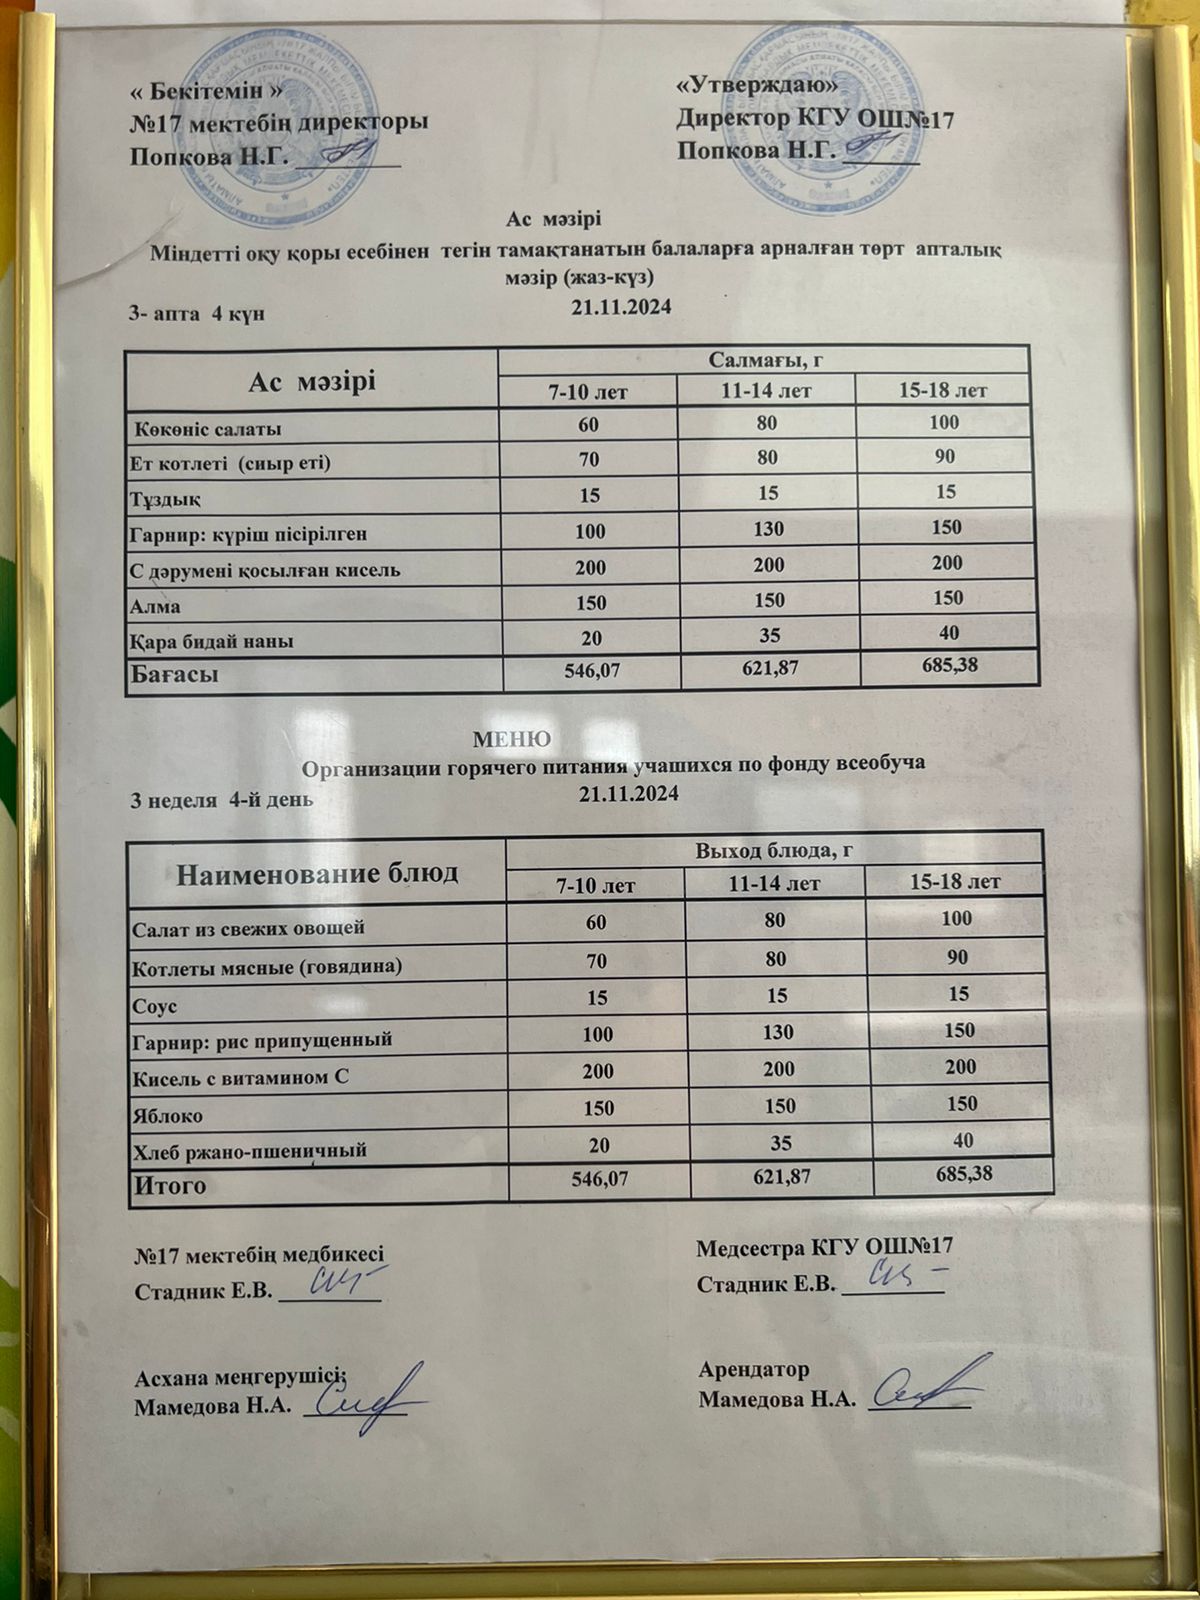 « Бекітемін »
№17 мектебің директоры
Попкова Н.Г.
«Утверждаю»
Директор КГУ ОШ№17
Попкова Н.Г.
Ас мәзірі
Міндетті оқу қоры есебінен тегін тамақтанатын балаларға арналған төрт апталық
мәзір (жаз-күз)
3- апта 4 күн 21.11.2024
Ас мәзірі Салмағы, г
7-10 лет 11-14 лет 15-18 лет
Көкөніс салаты 60 80 100
Ет котлеті (сиыр еті) 70 80 90
Тұздық 15 15 15
Гарнир: күріш пісірілген 100 130 150
С дәрумені қосылған кисель 200 200 200
Алма 150 150 150
Қара бидай наны 20 35 40
Бағасы 546,07 621,87 685,38
МЕНЮ
Организации горячего питания учашихся по фонду всеобуча
3 неделя 4-й день 21.11.2024
Наименование блюд Выход блюда, г
7-10 лет 11-14 лет 15-18 лет
Салат из свежих овощей 60 80 100
Котлеты мясные (говядина) 70 80 90
Соус 15 15 15
Гарнир: рис припущенный 100 130 150
Кисель с витамином С 200 200 200
Яблоко 150 150 150
Хлеб ржано-пшеничный 20 35 40
Итого 546,07 621,87 685,38
№17 мектебің медбикесі
Стадник Е.В.
Медсестра КГУ ОШ№17
Стадник Е.В.
Асхана меңгерушісі:
Мамедова Н.А.
Арендатор
Мамедова Н.А.